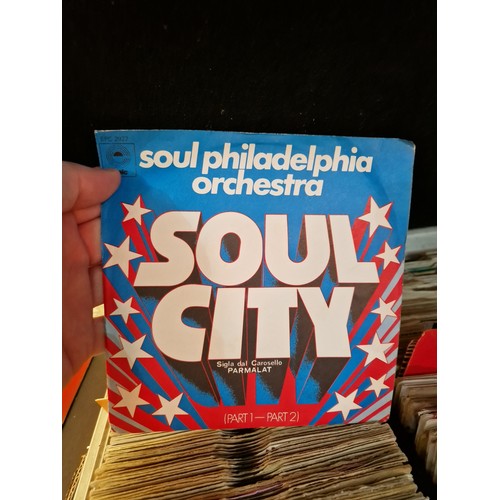 soul philadelphia
orchestra
SOUL
CITY
Sigla dal Carosello
PARMALAT
(PART 1 — PART 2)